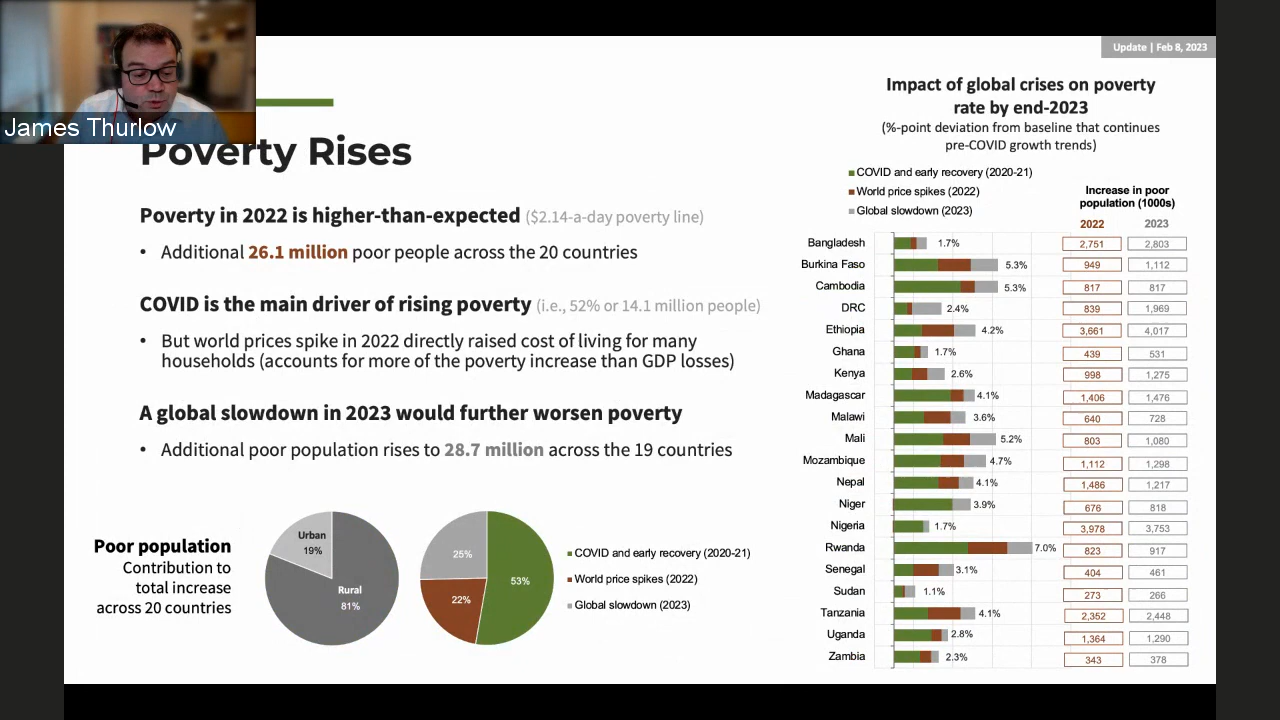 James Thurlow
Update | Feb 8, 2023
Poverty Rises
Poverty in 2022 is higher-than-expected ($2.14-a-day poverty line)
• Additional 26.1 million poor people across the 20 countries
COVID is the main driver of rising poverty (i.e., 52% or 14.1 million people)
• But world prices spike in 2022 directly raised cost of living for many
households (accounts for more of the poverty increase than GDP losses)
A global slowdown in 2023 would further worsen poverty
• Additional poor population rises to 28.7 million across the 19 countries
Poor population
Contribution to
total increase
across 20 countries
Urban
19%
Rural
81%
25%
53%
22%
COVID and early recovery (2020-21)
World price spikes (2022)
Global slowdown (2023)
Impact of global crises on poverty
rate by end-2023
(%-point deviation from baseline that continues
pre-COVID growth trends)
COVID and early recovery (2020-21)
World price spikes (2022)
Global slowdown (2023)
Increase in poor
population (1000s)
2022 2023
Bangladesh 1.7% 2,751 2,803
Burkina Faso 5.3% 949 1,112
Cambodia 5.3% 817 817
DRC 2.4% 839 1,969
Ethiopia 4.2% 3,661 4,017
Ghana 1.7% 439 531
Kenya 2.6% 998 1,275
Madagascar 4.1% 1,406 1,476
Malawi 3.6% 640 728
Mali 5.2% 803 1,080
Mozambique 4.7% 1,112 1,298
Nepal 4.1% 1,486 1,217
Niger 3.9% 676 818
Nigeria 1.7% 3,978 3,753
Rwanda 7.0% 823 917
Senegal 3.1% 404 461
Sudan 1.1% 273 266
Tanzania 4.1% 2,352 2,448
Uganda 2.8% 1,364 1,290
Zambia 2.3% 343 378